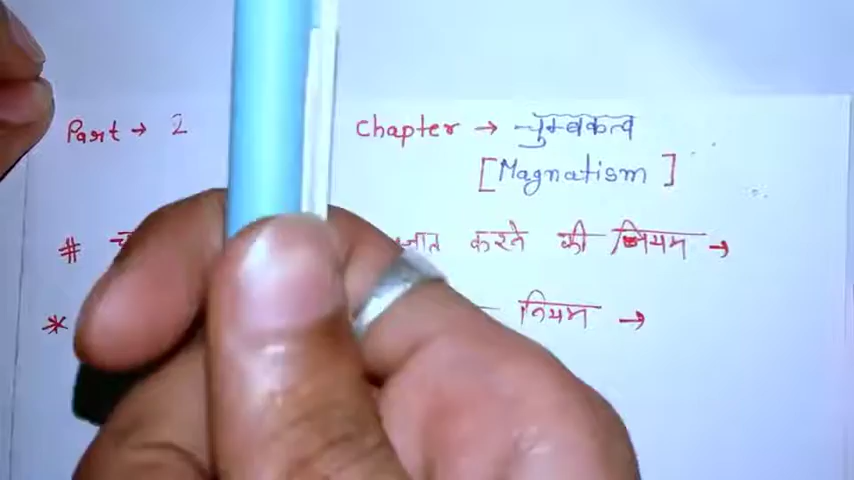 Part → 2 Chapter → चुम्बकत्व
[Magnatism]
# करने की नियम →
* नियम →